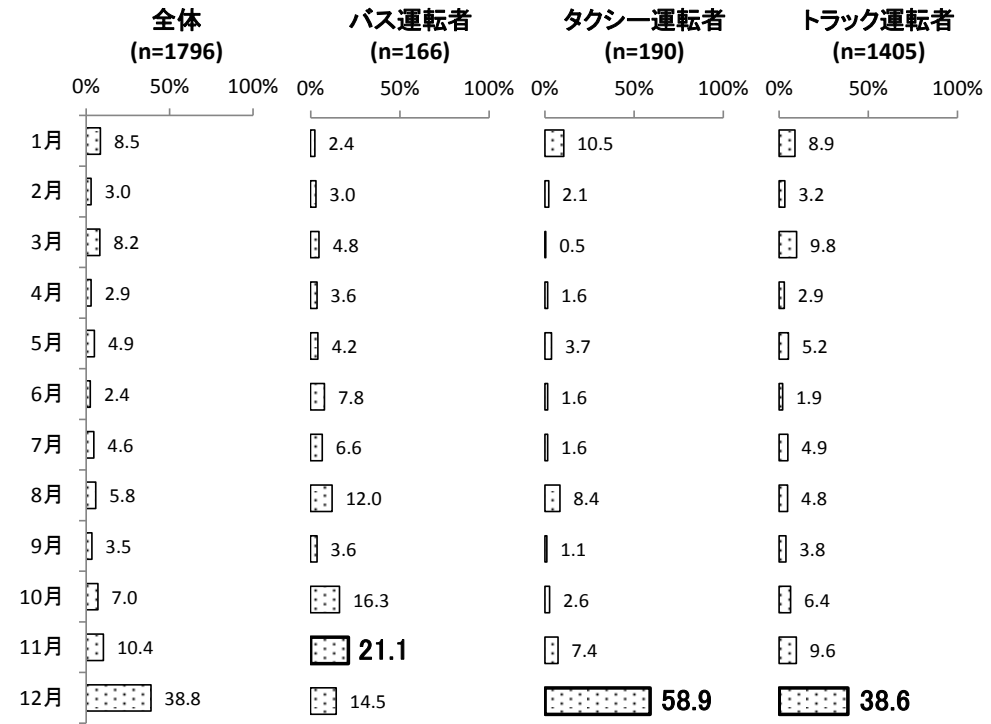 全体 バス運転者 タクシー運転者 トラック運転者
(n=1796) (n=166) (n=190) (n=1405)
0% 50% 100% 0% 50% 100% 0% 50% 100% 0% 50% 100%
1月 8.5 2.4 10.5 8.9
2月 3.0 3.0 2.1 3.2
3月 8.2 4.8 0.5 9.8
4月 2.9 3.6 1.6 2.9
5月 4.9 4.2 3.7 5.2
6月 2.4 7.8 1.6 1.9
7月 4.6 6.6 1.6 4.9
8月 5.8 12.0 8.4 4.8
9月 3.5 3.6 1.1 3.8
10月 7.0 16.3 2.6 6.4
11月 10.4 21.1 7.4 9.6
12月 38.8 14.5 58.9 38.6